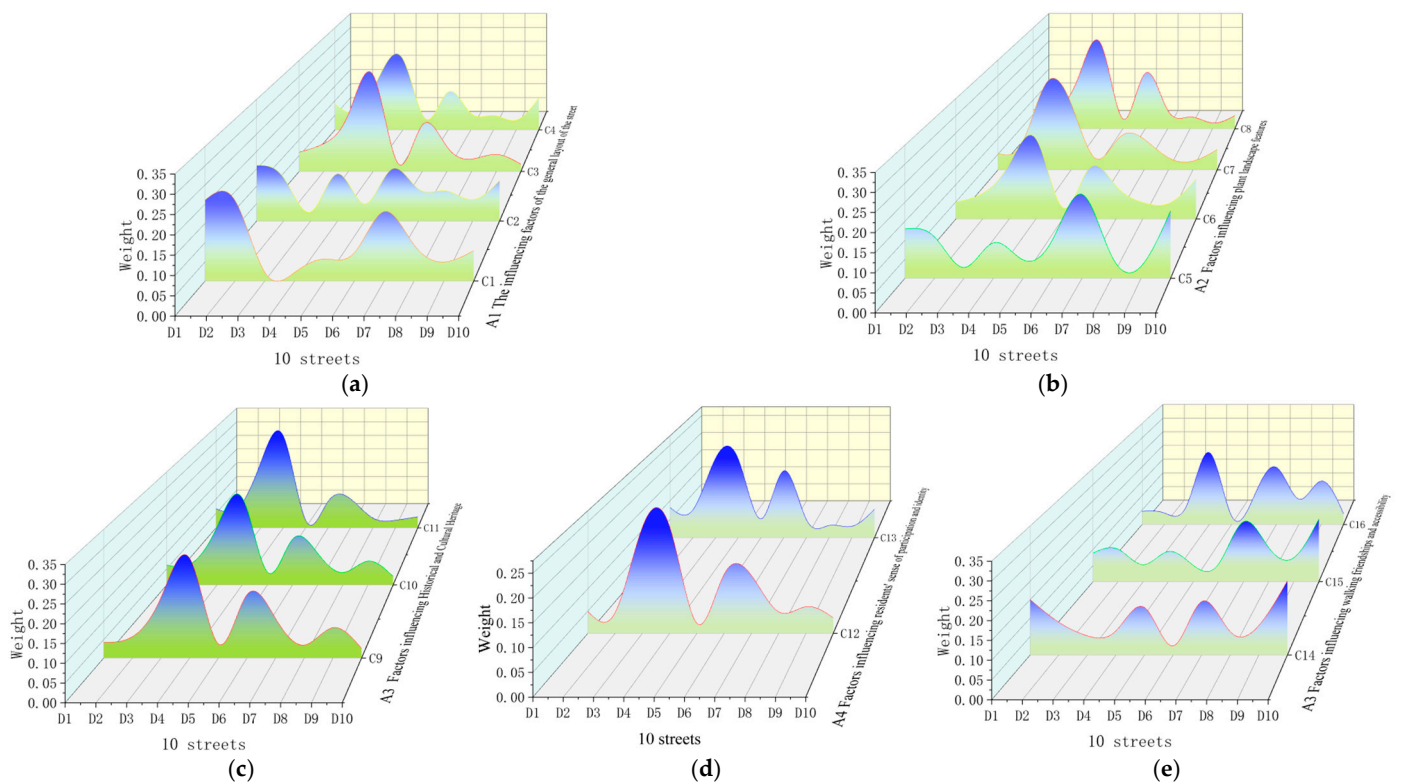 0.35
0.30
0.25
0.20
0.15
0.10
0.05
0.00
Weight
D1 D2 D3 D4 D5 D6 D7 D8 D9 D10
10 streets
C1
C2
C3
C4
A1 The influencing factors of the general layout of the street
(a)
0.35
0.30
0.25
0.20
0.15
0.10
0.05
0.00
Weight
D1 D2 D3 D4 D5 D6 D7 D8 D9 D10
10 streets
C5
C6
C7
C8
A2 Factors influencing plant landscape features
(b)
0.35
0.30
0.25
0.20
0.15
0.10
0.05
0.00
Weight
D1 D2 D3 D4 D5 D6 D7 D8 D9 D10
10 streets
C9
C10
C11
A3 Factors influencing Historical and Cultural Heritage
(c)
0.25
0.20
0.15
0.10
0.05
0.00
Weight
D1 D2 D3 D4 D5 D6 D7 D8 D9 D10
10 streets
C12
C13
A4 Factors influencing residents' sense of participation and identity
(d)
0.35
0.30
0.25
0.20
0.15
0.10
0.05
0.00
Weight
D1 D2 D3 D4 D5 D6 D7 D8 D9 D10
10 streets
C14
C15
C16
A3 Factors influencing walking friendships and accessibility
(e)